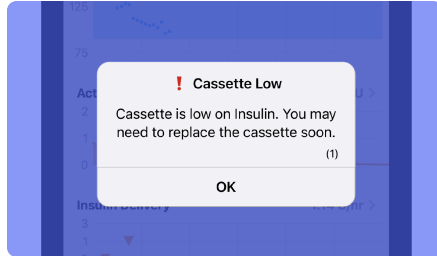 125
75
Act
U >
2
❗ Cassette Low
Cassette is low on Insulin. You may
1
need to replace the cassette soon.
(1)
0
OK
Insulin Delivery
3
1